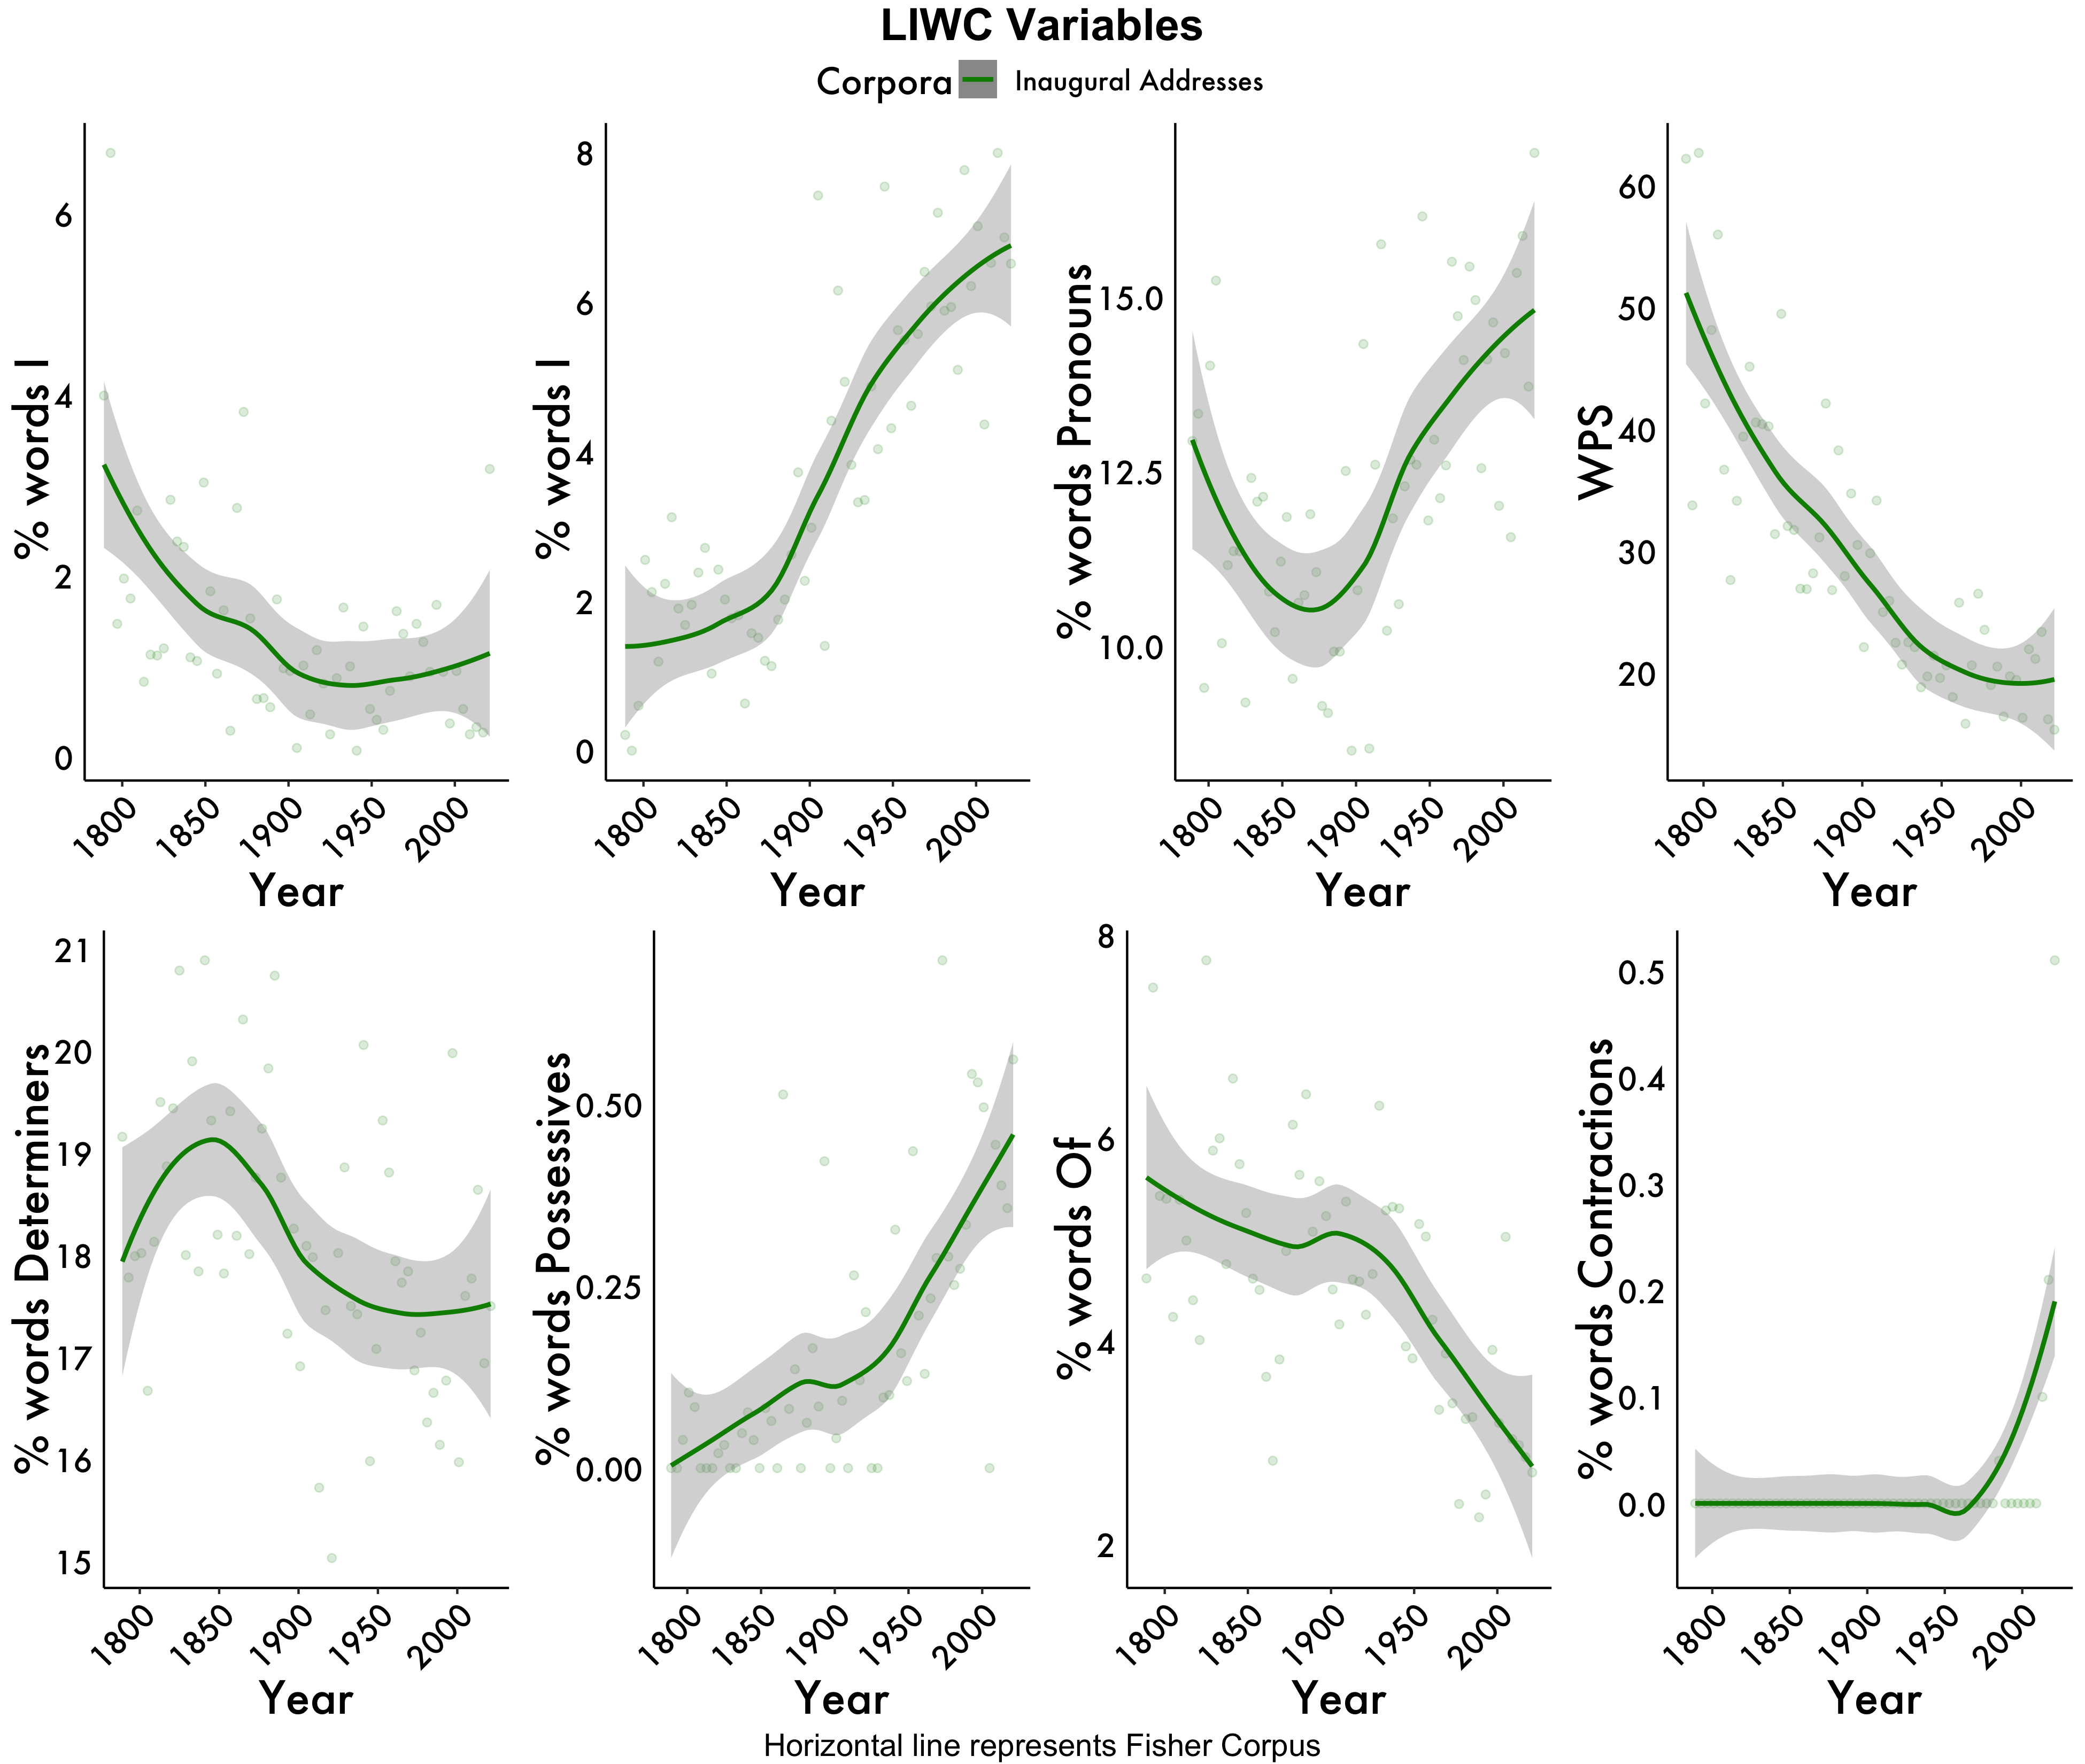 LIWC Variables
Corpora Inaugural Addresses
% words I
6
4
2
0
1800 1850 1900 1950 2000
Year
% words I
8
6
4
2
0
1800 1850 1900 1950 2000
Year
% words Pronouns
15.0
12.5
10.0
1800 1850 1900 1950 2000
Year
WPS
60
50
40
30
20
1800 1850 1900 1950 2000
Year
% words Determiners
21
20
19
18
17
16
15
1800 1850 1900 1950 2000
Year
% words Possessives
0.50
0.25
0.00
1800 1850 1900 1950 2000
Year
% words Of
8
6
4
2
1800 1850 1900 1950 2000
Year
% words Contractions
0.5
0.4
0.3
0.2
0.1
0.0
1800 1850 1900 1950 2000
Year
Horizontal line represents Fisher Corpus